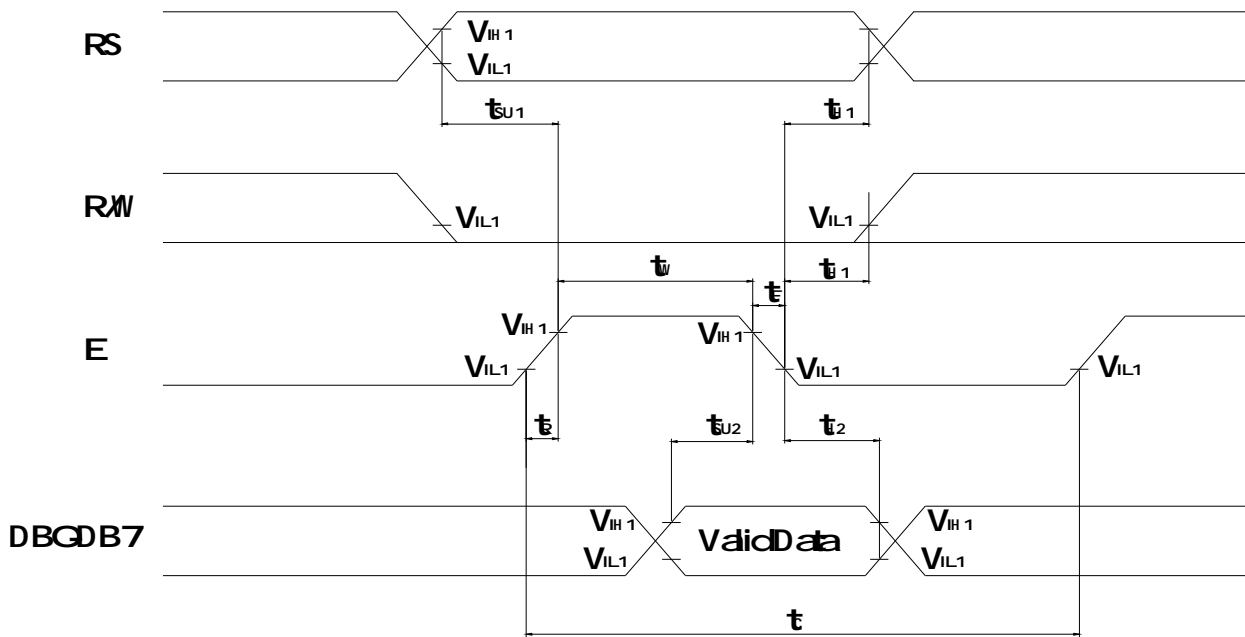 RS
VIH1
VIL1
tSU1
tH1
R/W
VIL1
VIL1
tW
tH1
tF
E
VIH1
VIH1
VIL1
VIL1
VIL1
tR
tSU2
tH2
DB0-DB7
VIH1
VIL1
Valid Data
VIH1
VIL1
tC